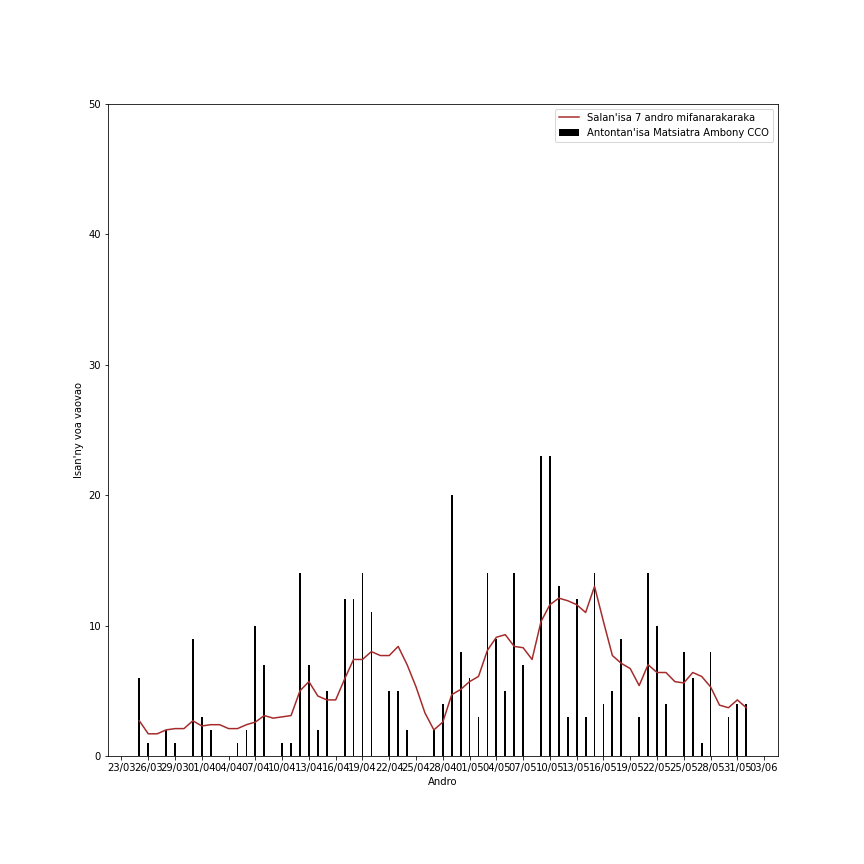 50
40
30
20
10
0
Isan'ny voa vaovao
Salan'isa 7 andro mifanarakaraka
Antontan'isa Matsiatra Ambony CCO
23/03 26/03 29/03 01/04 04/04 07/04 10/04 13/04 16/04 19/04 22/04 25/04 28/04 01/05 04/05 07/05 10/05 13/05 16/05 19/05 22/05 25/05 28/05 31/05 03/06
Andro